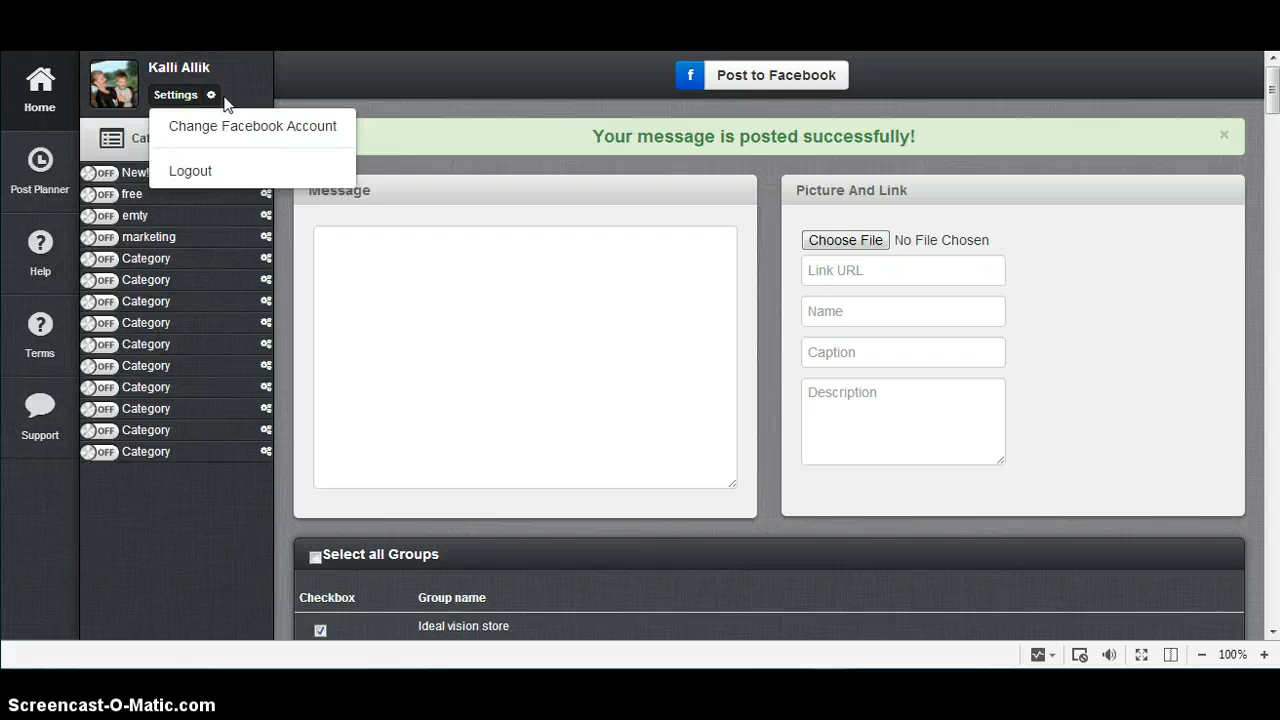 Home
Post Planner
Help
Terms
Support
Kalli Allik
Settings
Change Facebook Account
Logout
Cat
OFF New!
OFF free
OFF emty
OFF marketing
OFF Category
OFF Category
OFF Category
OFF Category
OFF Category
OFF Category
OFF Category
OFF Category
OFF Category
OFF Category
f Post to Facebook
Your message is posted successfully! ×
Message
Picture And Link
Choose File No File Chosen
Link URL
Name
Caption
Description
Select all Groups
Checkbox Group name
Ideal vision store
100%
Screencast-O-Matic.com